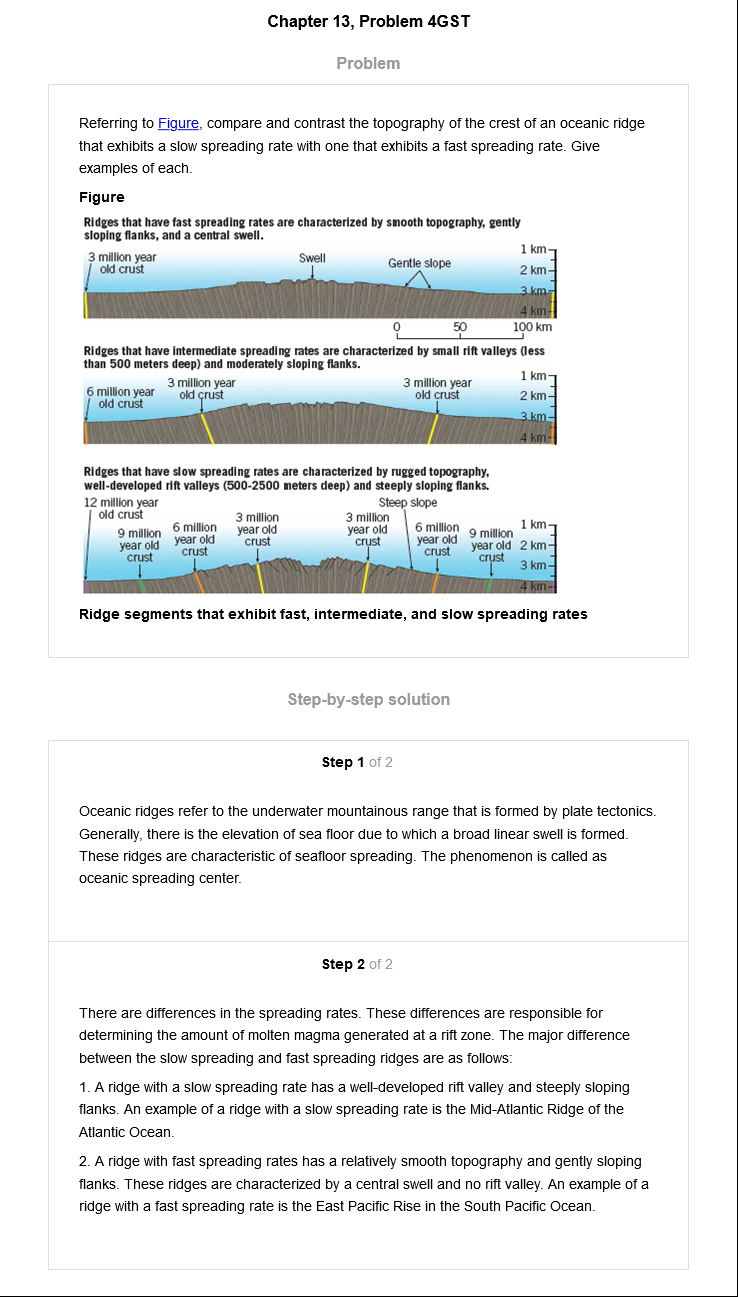 Chapter 13, Problem 4GST
Problem
Referring to Figure, compare and contrast the topography of the crest of an oceanic ridge
that exhibits a slow spreading rate with one that exhibits a fast spreading rate. Give
examples of each.
Figure
Ridges that have fast spreading rates are characterized by smooth topography, gently
sloping flanks, and a central swell.
3 million year
old crust
Swell
Gentle slope
1 km
2 km
3 km
4 km
0 50 100 km
Ridges that have intermediate spreading rates are characterized by small rift valleys (less
than 500 meters deep) and moderately sloping flanks.
6 million year
old crust
3 million year
old crust
3 million year
old crust
1 km
2 km
3 km
4 km
Ridges that have slow spreading rates are characterized by rugged topography,
well-developed rift valleys (500-2500 meters deep) and steeply sloping flanks.
12 million year
old crust
9 million
year old
crust
6 million
year old
crust
3 million
year old
crust
3 million
year old
crust
Steep slope
6 million
year old
crust
9 million
year old
crust
1 km
2 km
3 km
4 km
Ridge segments that exhibit fast, intermediate, and slow spreading rates
Step-by-step solution
Step 1 of 2
Oceanic ridges refer to the underwater mountainous range that is formed by plate tectonics.
Generally, there is the elevation of sea floor due to which a broad linear swell is formed.
These ridges are characteristic of seafloor spreading. The phenomenon is called as
oceanic spreading center.
Step 2 of 2
There are differences in the spreading rates. These differences are responsible for
determining the amount of molten magma generated at a rift zone. The major difference
between the slow spreading and fast spreading ridges are as follows:
1. A ridge with a slow spreading rate has a well-developed rift valley and steeply sloping
flanks. An example of a ridge with a slow spreading rate is the Mid-Atlantic Ridge of the
Atlantic Ocean.
2. A ridge with fast spreading rates has a relatively smooth topography and gently sloping
flanks. These ridges are characterized by a central swell and no rift valley. An example of a
ridge with a fast spreading rate is the East Pacific Rise in the South Pacific Ocean.